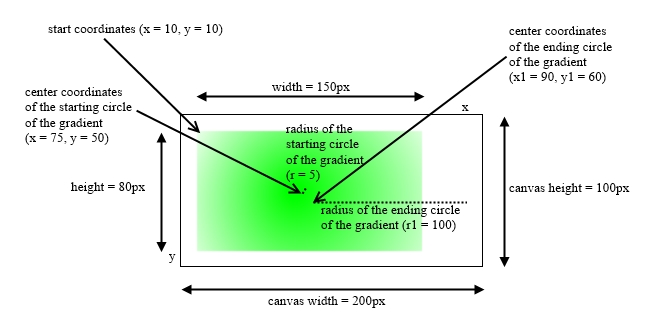 start coordinates (x = 10, y = 10)
center coordinates
of the ending circle
of the gradient
(x1 = 90, y1 = 60)
center coordinates
of the starting circle
of the gradient
(x = 75, y = 50)
width = 150px
x
radius of the
starting circle
of the gradient
(r = 5)
height = 80px
canvas height = 100px
radius of the ending circle
of the gradient (r1 = 100)
y
canvas width = 200px